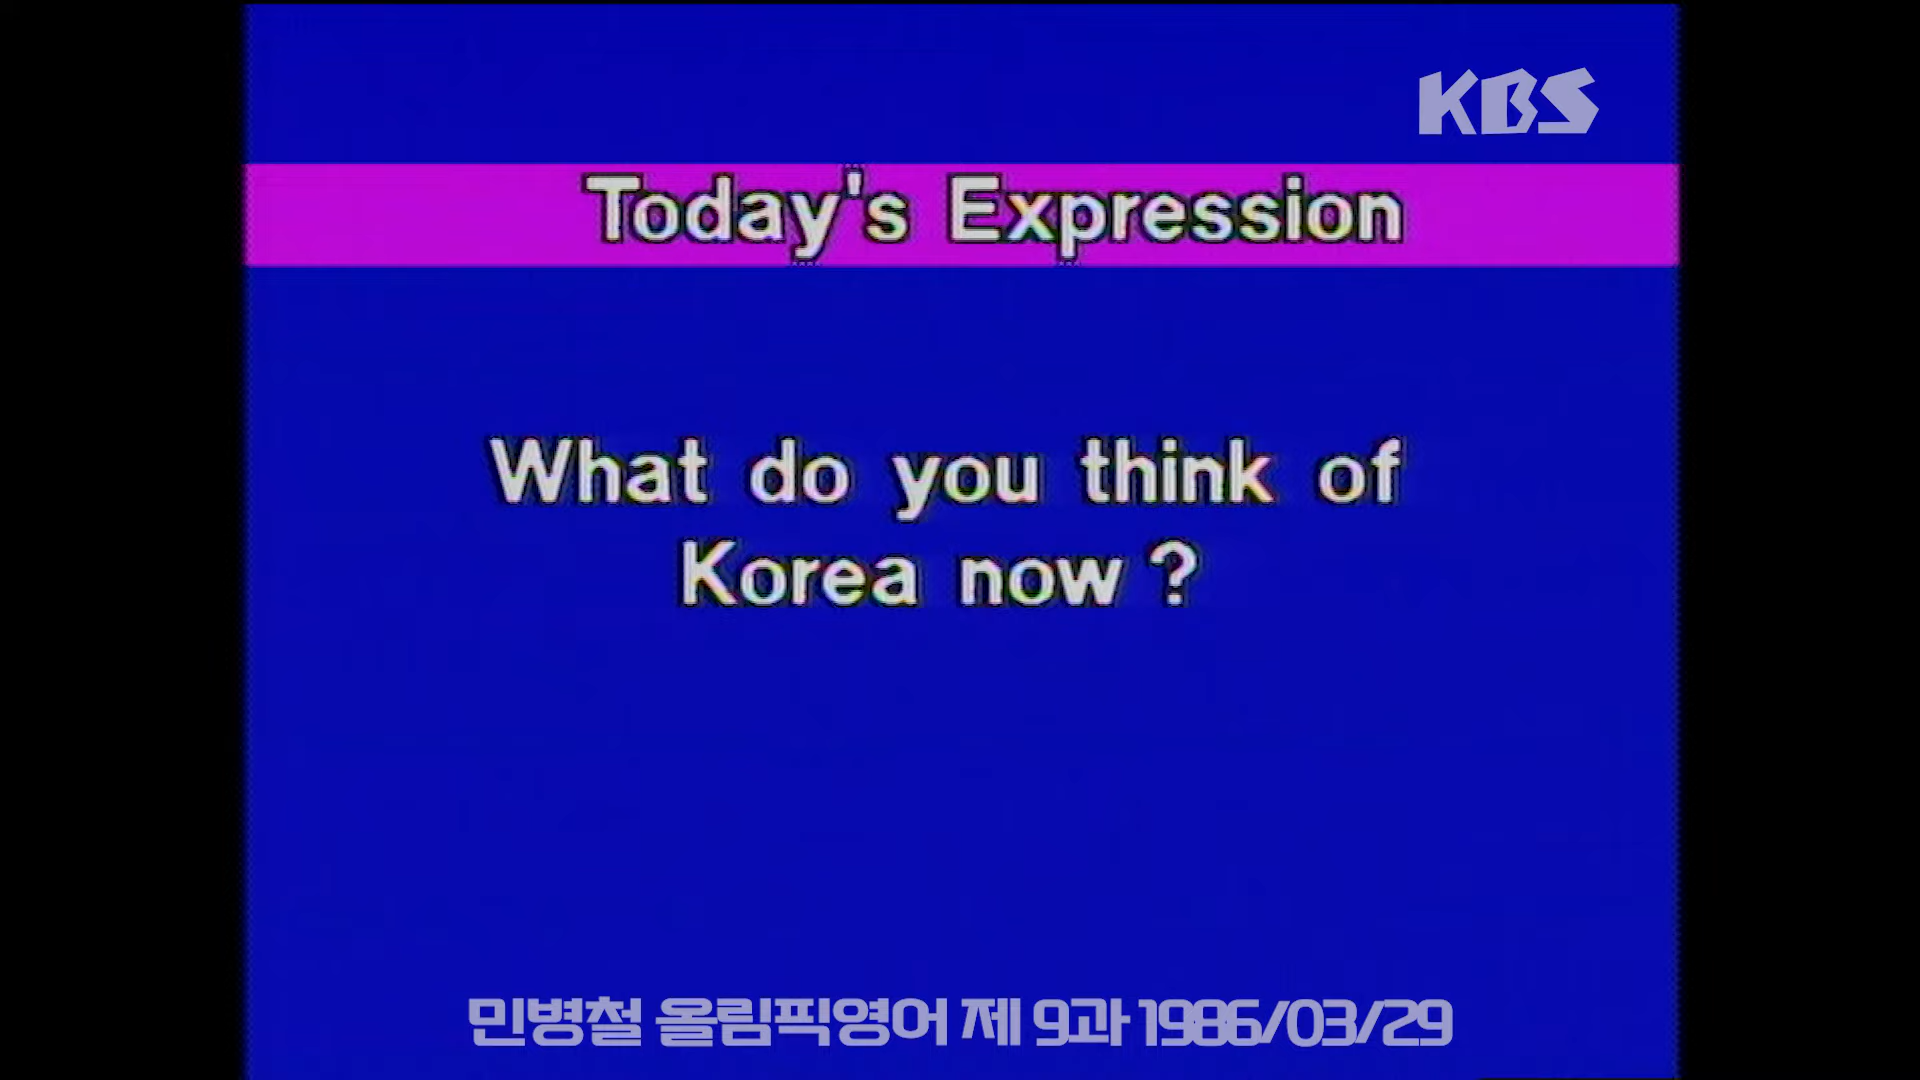 KBS
Today's Expression
What do you think of
Korea now ?
민병철 올림픽영어 제 9과 1986/03/29